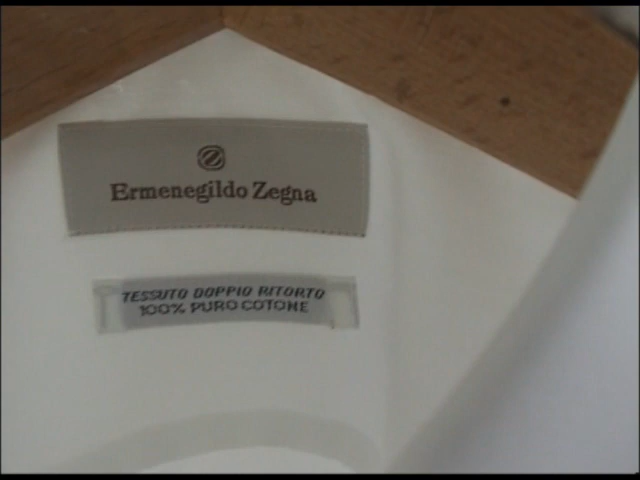 Z
Ermenegildo Zegna
TESSUTO DOPPIO RITORTO
100% PURO COTONE